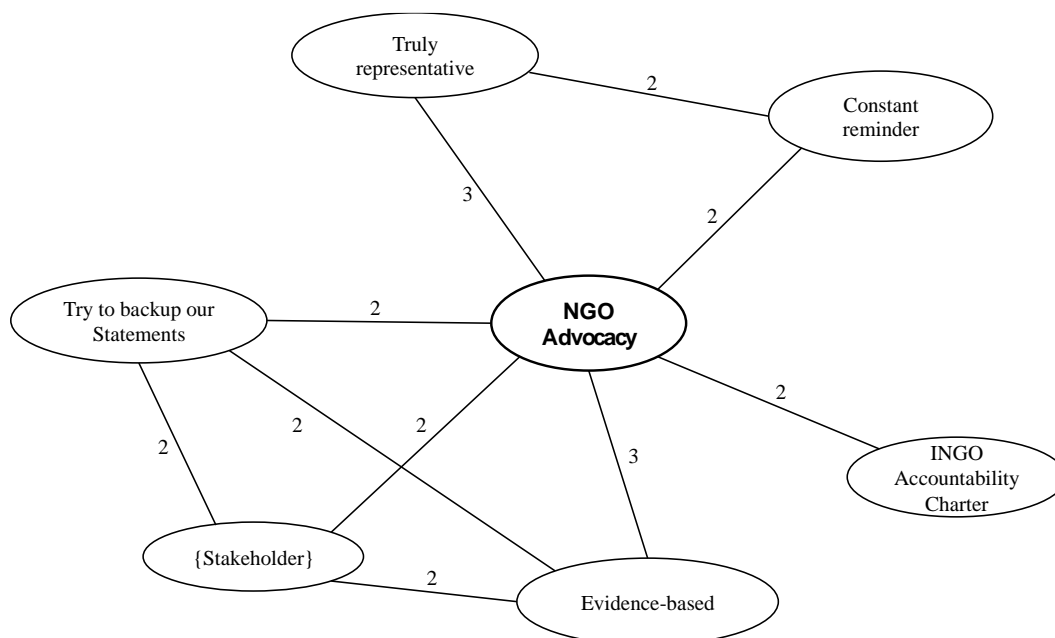 Truly
representative
2
Constant
reminder
3
2
Try to backup our
Statements
2
NGO
Advocacy
2
2
2
2
3
INGO
Accountability
Charter
{Stakeholder}
2
Evidence-based